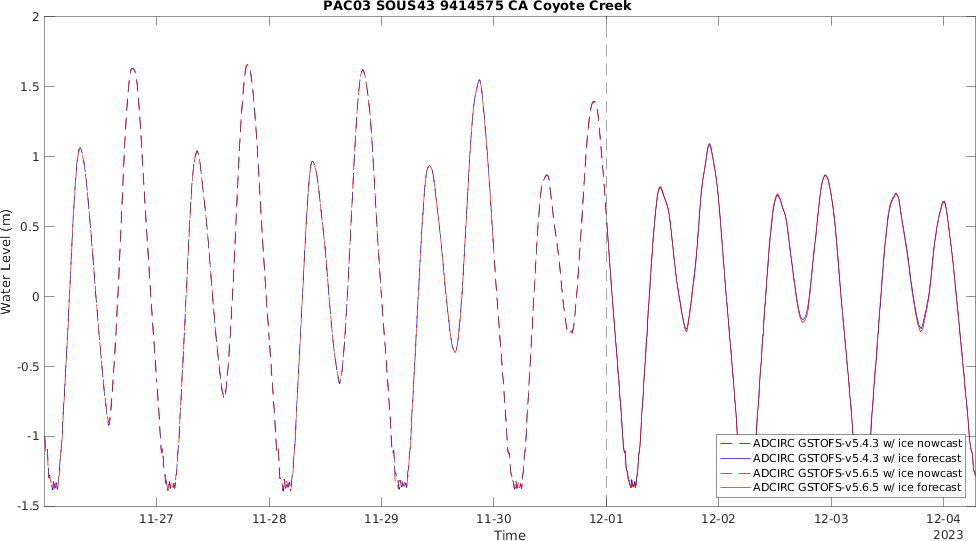 PAC03 SOUS43 9414575 CA Coyote Creek
2
1.5
1
0.5
0
-0.5
-1
-1.5
Water Level (m)
11-27
11-28
11-29
11-30
12-01
12-02
12-03
12-04
Time
2023
ADCIRC GSTOFS-v5.4.3 w/ ice nowcast
ADCIRC GSTOFS-v5.4.3 w/ ice forecast
ADCIRC GSTOFS-v5.6.5 w/ ice nowcast
ADCIRC GSTOFS-v5.6.5 w/ ice forecast